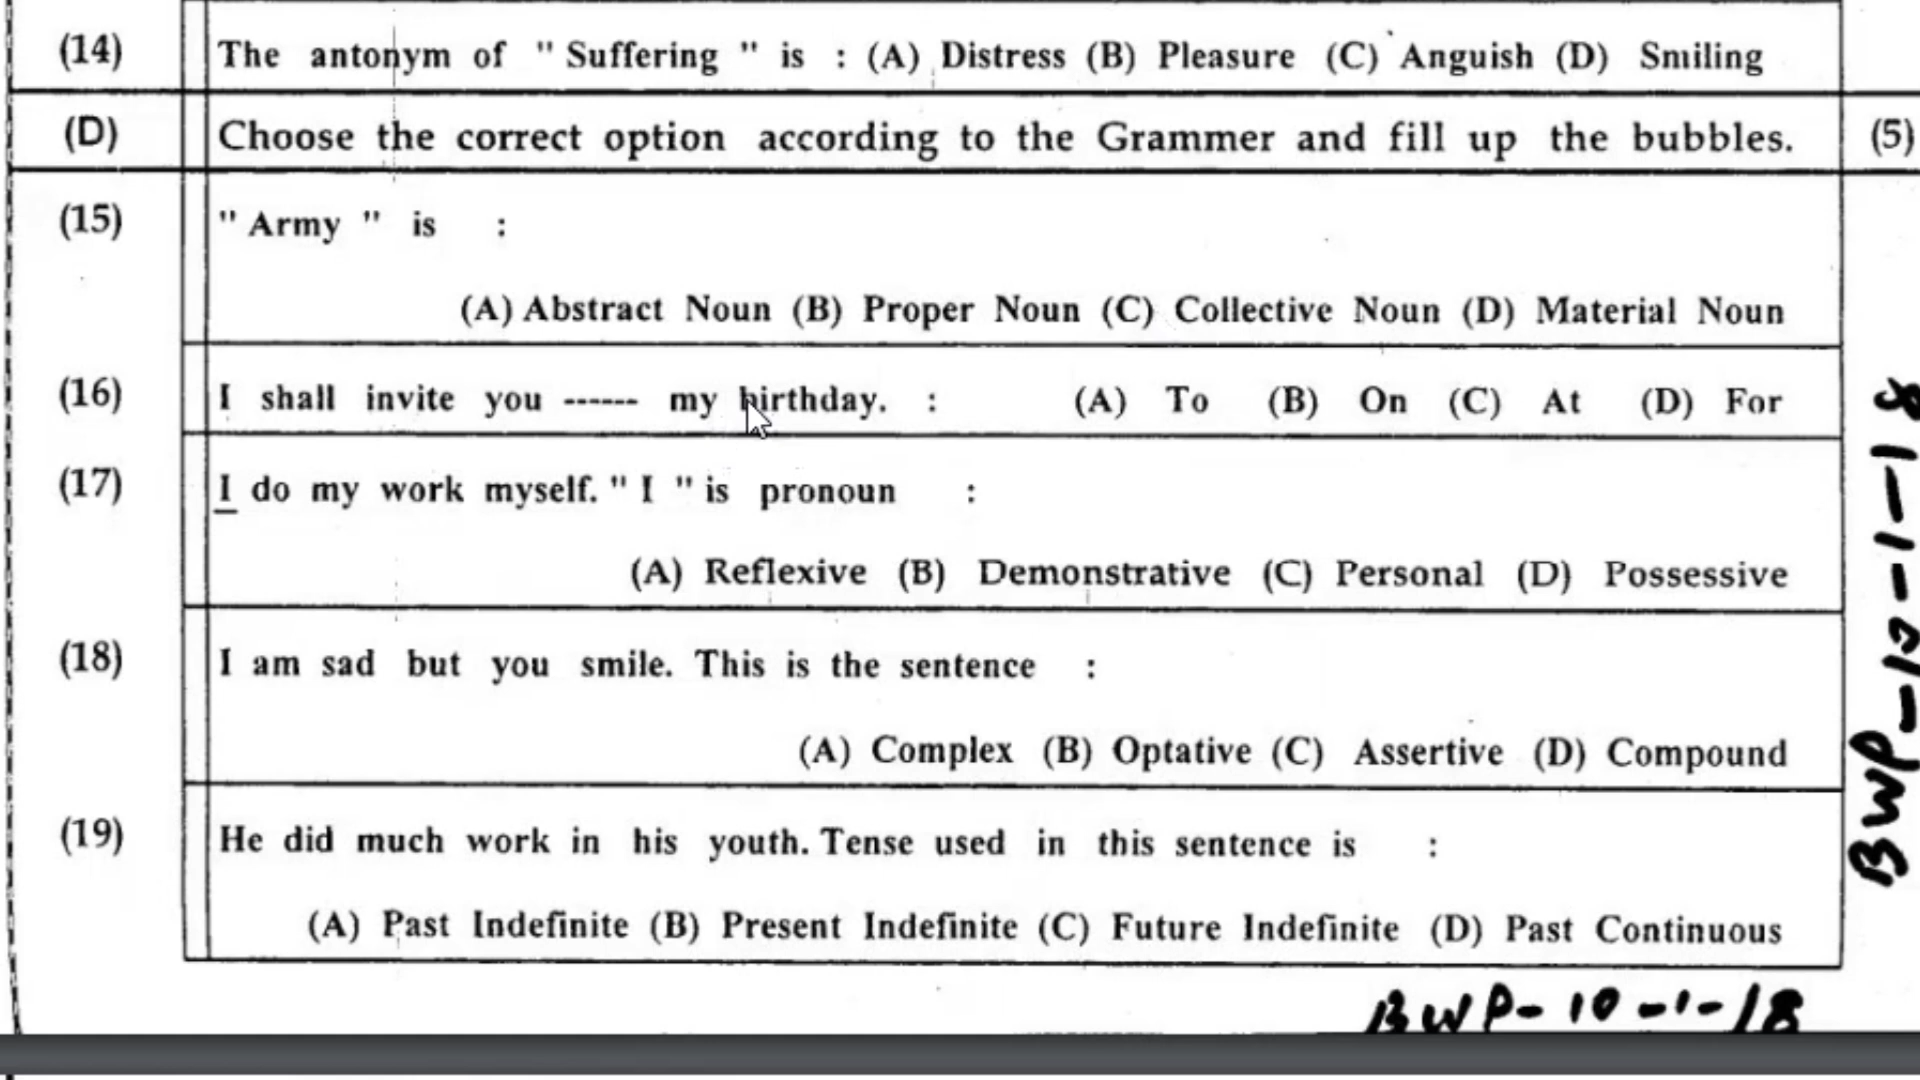 (14) The antonym of " Suffering " is : (A) Distress (B) Pleasure (C) Anguish (D) Smiling
(D) Choose the correct option according to the Grammer and fill up the bubbles. (5)
(15) " Army " is :
(A) Abstract Noun (B) Proper Noun (C) Collective Noun (D) Material Noun
(16) I shall invite you ------ my birthday. : (A) To (B) On (C) At (D) For
(17) I do my work myself. " I " is pronoun :
(A) Reflexive (B) Demonstrative (C) Personal (D) Possessive
(18) I am sad but you smile. This is the sentence :
(A) Complex (B) Optative (C) Assertive (D) Compound
(19) He did much work in his youth. Tense used in this sentence is :
(A) Past Indefinite (B) Present Indefinite (C) Future Indefinite (D) Past Continuous
BWP-10-1-18
BWP-10-1-18